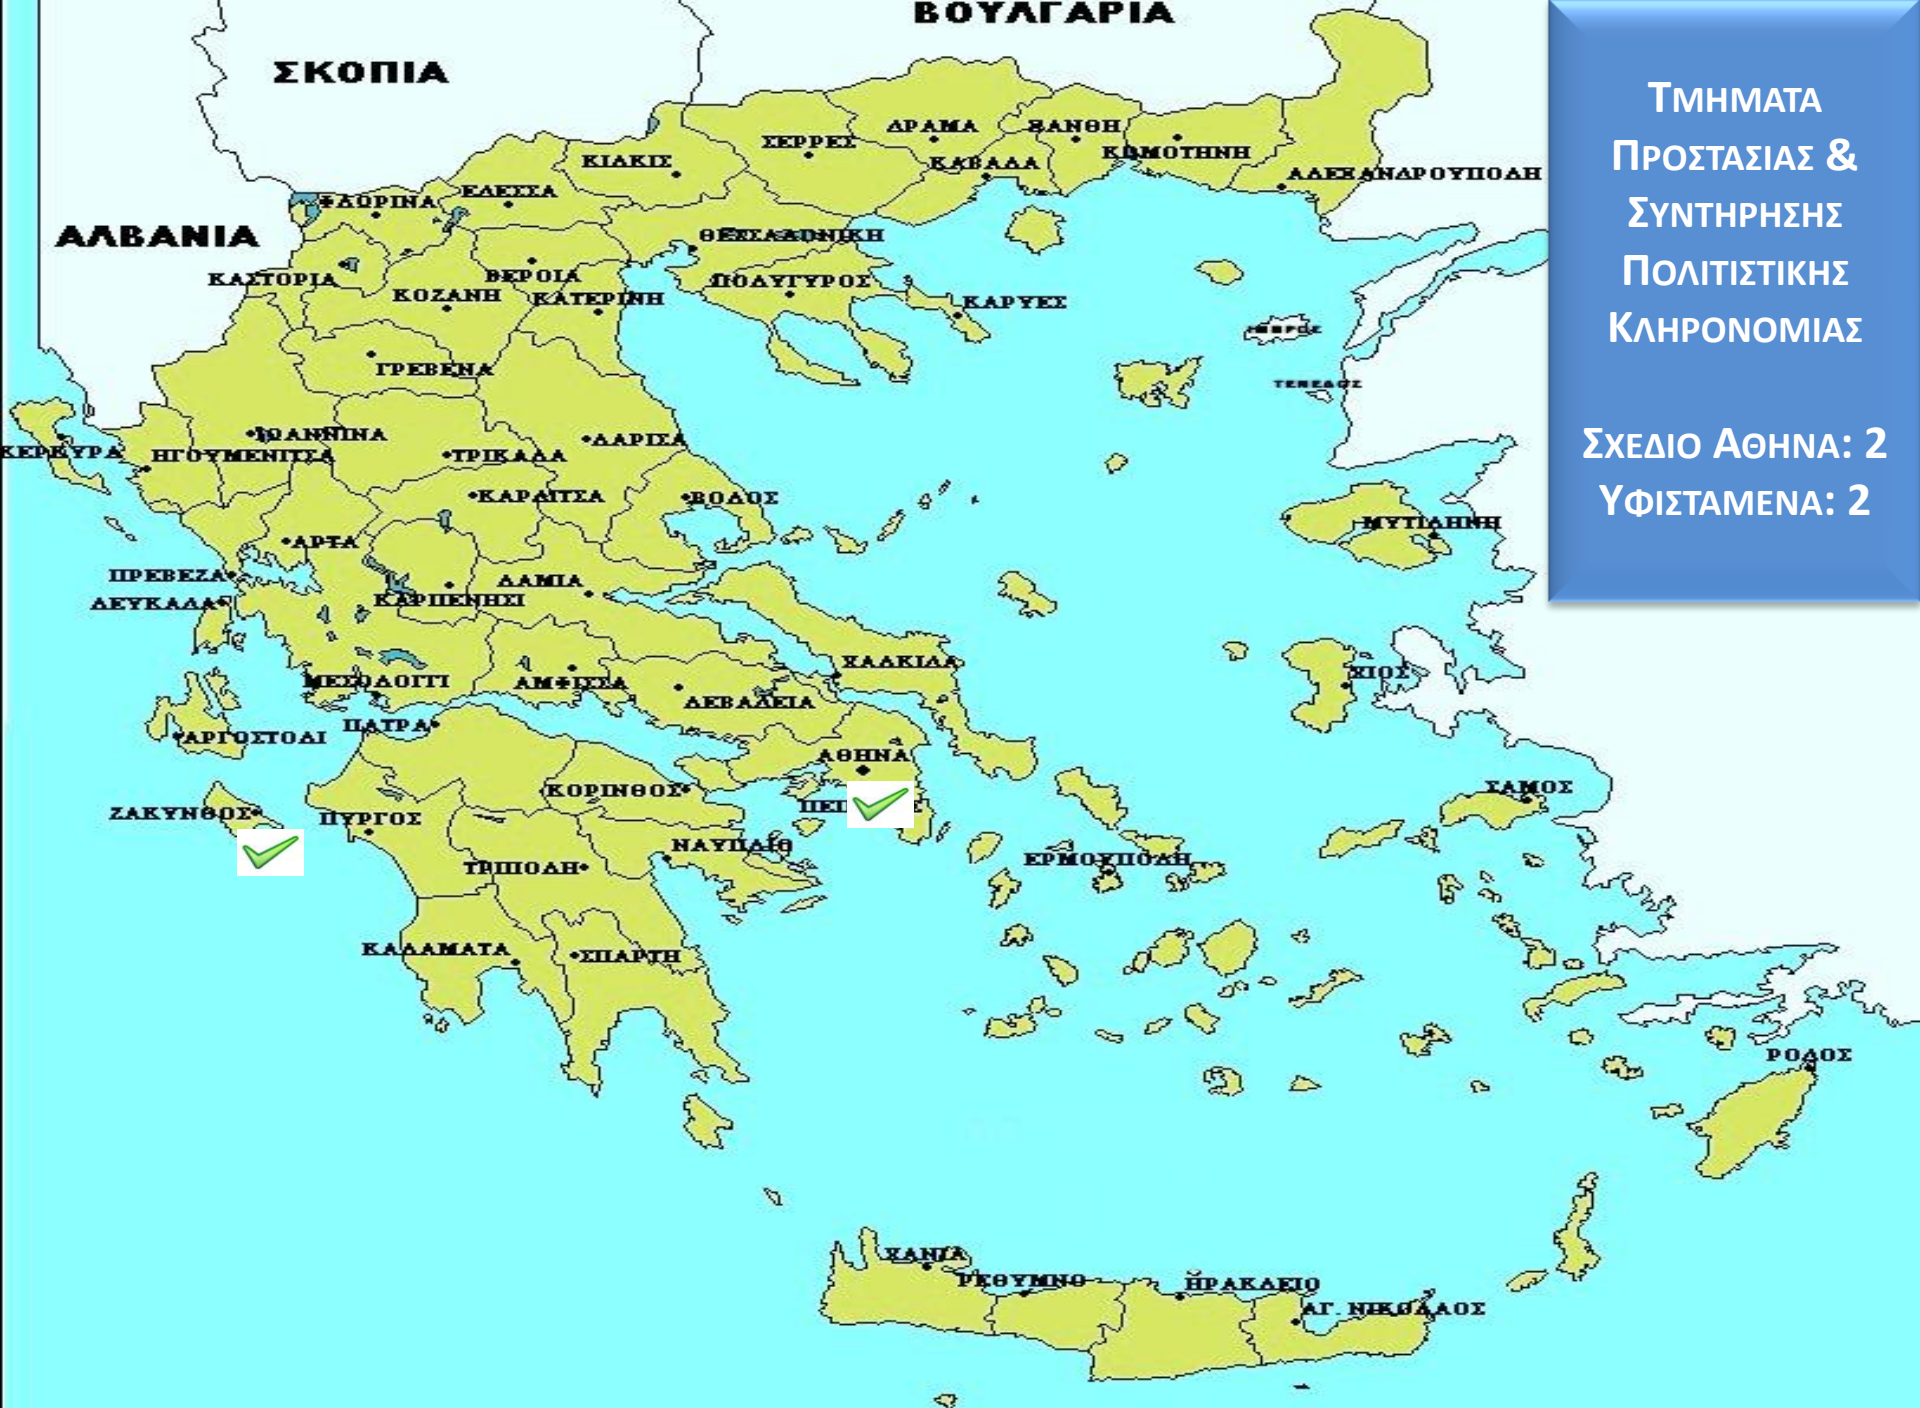 ΒΟΥΛΓΑΡΙΑ
ΣΚΟΠΙΑ
ΑΛΒΑΝΙΑ
ΤΜΗΜΑΤΑ
ΠΡΟΣΤΑΣΙΑΣ &
ΣΥΝΤΗΡΗΣΗΣ
ΠΟΛΙΤΙΣΤΙΚΗΣ
ΚΛΗΡΟΝΟΜΙΑΣ
ΣΧΕΔΙΟ ΑΘΗΝΑ: 2
ΥΦΙΣΤΑΜΕΝΑ: 2
ΔΡΑΜΑ
ΞΑΝΘΗ
ΣΕΡΡΕΣ
ΚΟΜΟΤΗΝΗ
ΚΙΛΚΙΣ
ΚΑΒΑΛΑ
ΑΛΕΞΑΝΔΡΟΥΠΟΛΗ
ΕΔΕΣΣΑ
ΦΛΩΡΙΝΑ
ΘΕΣΣΑΛΟΝΙΚΗ
ΚΑΣΤΟΡΙΑ
ΒΕΡΟΙΑ
ΠΟΛΥΓΥΡΟΣ
ΚΟΖΑΝΗ
ΚΑΤΕΡΙΝΗ
ΚΑΡΥΕΣ
ΙΜΒΡΟΣ
ΓΡΕΒΕΝΑ
ΤΕΝΕΔΟΣ
ΙΩΑΝΝΙΝΑ
ΛΑΡΙΣΑ
ΚΕΡΚΥΡΑ
ΗΓΟΥΜΕΝΙΤΣΑ
ΤΡΙΚΑΛΑ
ΚΑΡΔΙΤΣΑ
ΒΟΛΟΣ
ΜΥΤΙΛΗΝΗ
ΑΡΤΑ
ΠΡΕΒΕΖΑ
ΛΑΜΙΑ
ΛΕΥΚΑΔΑ
ΚΑΡΠΕΝΗΣΙ
ΧΑΛΚΙΔΑ
ΧΙΟΣ
ΜΕΣΟΛΟΓΓΙ
ΑΜΦΙΣΣΑ
ΛΕΒΑΔΕΙΑ
ΠΑΤΡΑ
ΑΡΓΟΣΤΟΛΙ
ΑΘΗΝΑ
ΚΟΡΙΝΘΟΣ
ΣΑΜΟΣ
ΖΑΚΥΝΘΟΣ
ΠΥΡΓΟΣ
ΝΑΥΠΛΙΟ
ΕΡΜΟΥΠΟΛΗ
ΤΡΙΠΟΛΗ
ΚΑΛΑΜΑΤΑ
ΣΠΑΡΤΗ
ΡΟΔΟΣ
ΧΑΝΙΑ
ΡΕΘΥΜΝΟ
ΗΡΑΚΛΕΙΟ
ΑΓ. ΝΙΚΟΛΑΟΣ